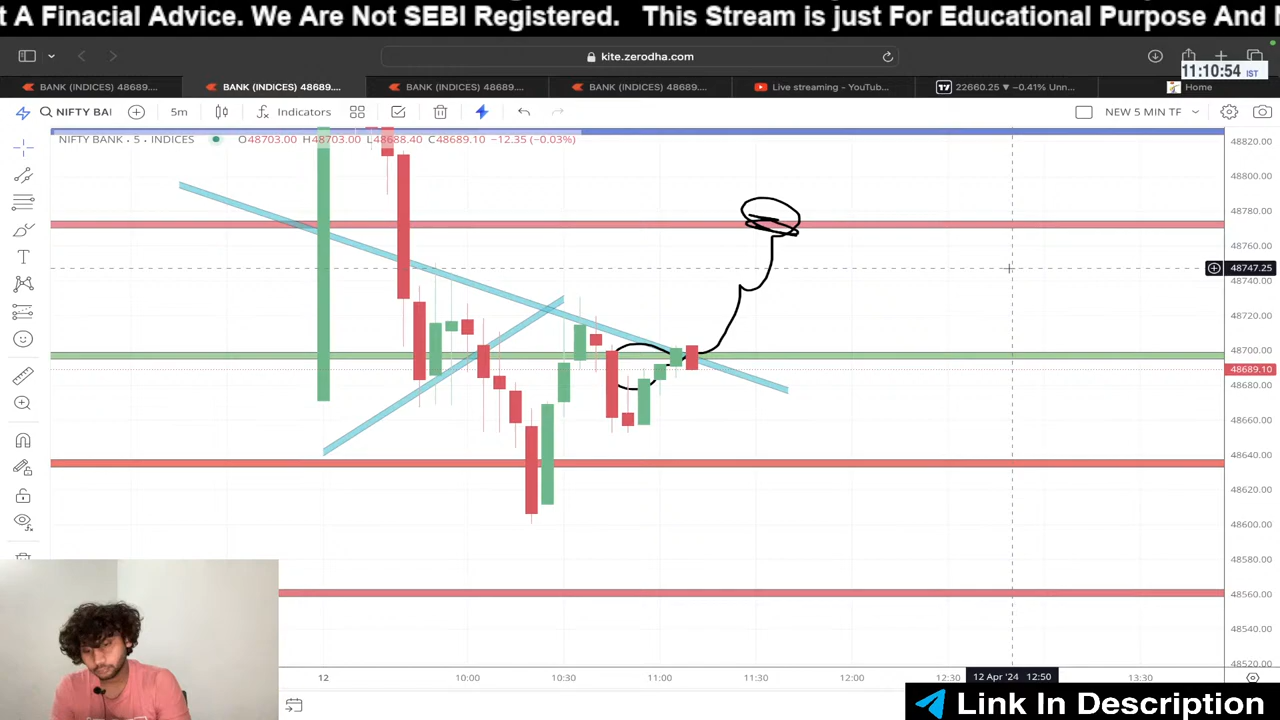 t A Finacial Advice. We Are Not SEBI Registered. This Stream is just For Educational Purpose And
kite.zerodha.com
11:10:54 IST
BANK (INDICES) 48689....
BANK (INDICES) 48689....
BANK (INDICES) 48689....
BANK (INDICES) 48689....
Live streaming - YouTub...
22660.25 ▼ −0.41% Unn...
Home
NIFTY BA
5m
Indicators
NEW 5 MIN TF
NIFTY BANK · 5 · INDICES
O48703.00 H48703.00 L48688.40 C48689.10 −12.35 (−0.03%)
48820.00
48800.00
48780.00
48760.00
48747.25
48740.00
48720.00
48700.00
48689.10
48680.00
48660.00
48640.00
48620.00
48600.00
48580.00
48560.00
48540.00
48520.00
12
10:00
10:30
11:00
11:30
12:00
12:30
12 Apr '24 12:50
13:30
Link In Description